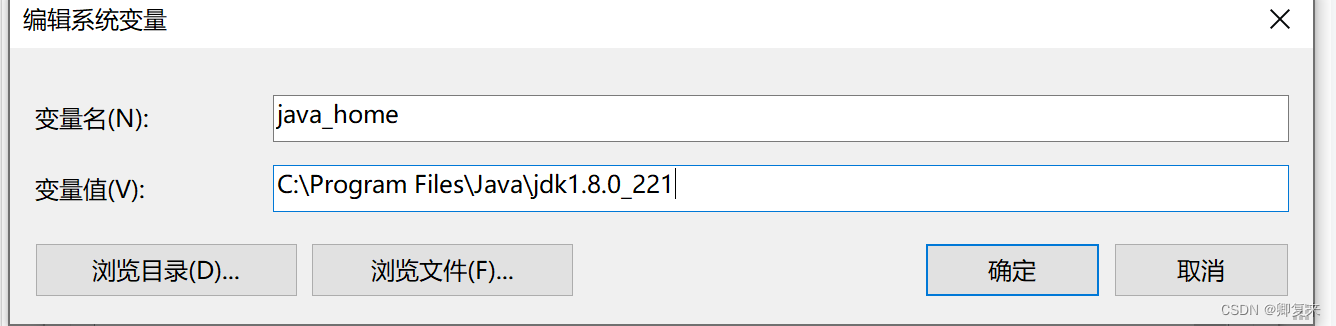 编辑系统变量
变量名(N):
java_home
变量值(V):
C:\Program Files\Java\jdk1.8.0_221
浏览目录(D)...
浏览文件(F)...
确定
取消
CSDN @卿复来